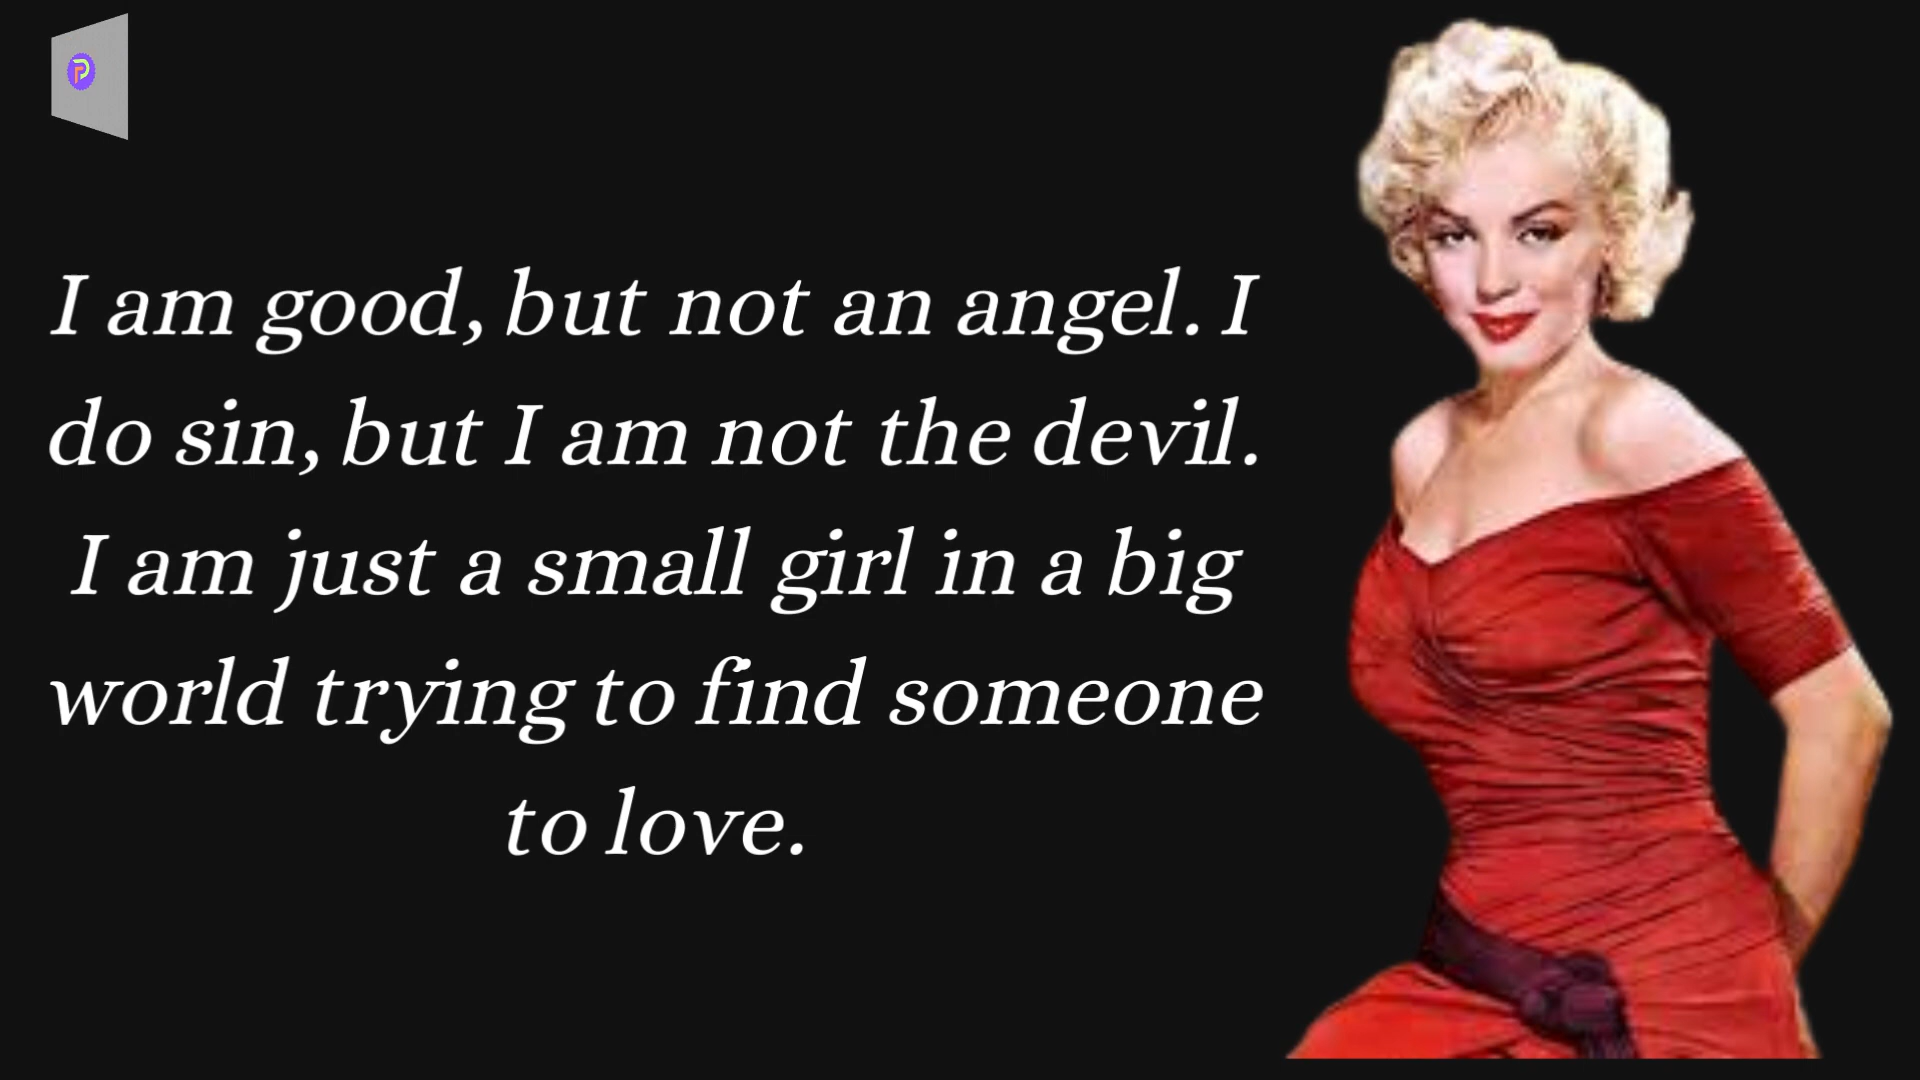 I am good, but not an angel. I
do sin, but I am not the devil.
I am just a small girl in a big
world trying to find someone
to love.